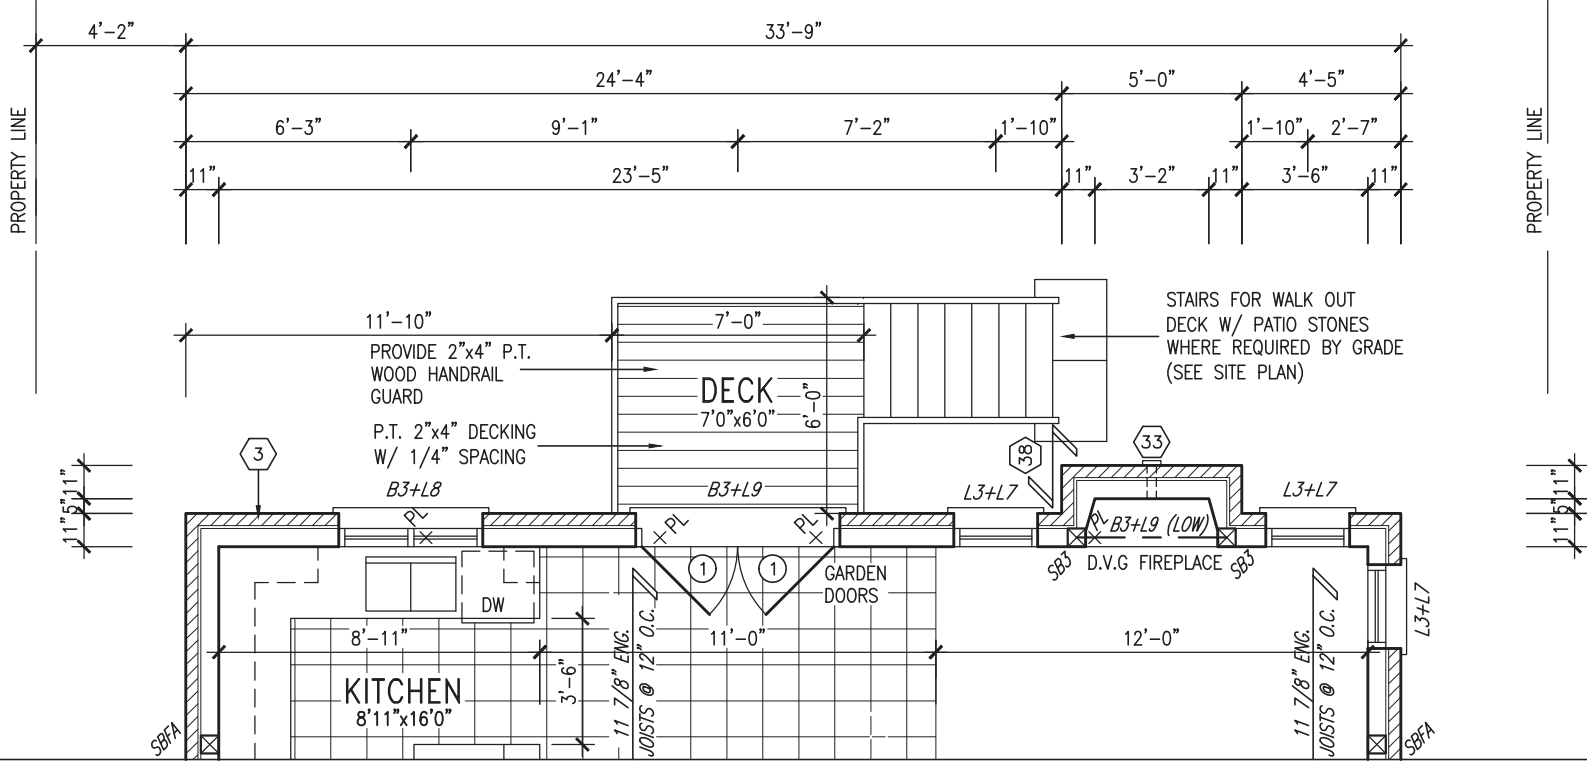 4'-2"
33'-9"
24'-4"
5'-0"
4'-5"
6'-3"
9'-1"
7'-2"
1'-10"
1'-10"
2'-7"
11"
23'-5"
11"
3'-2"
11"
3'-6"
11"
PROPERTY LINE
PROPERTY LINE
11'-10"
7'-0"
STAIRS FOR WALK OUT
DECK W/ PATIO STONES
WHERE REQUIRED BY GRADE
(SEE SITE PLAN)
PROVIDE 2"x4" P.T.
WOOD HANDRAIL
GUARD
DECK
7'0"x6'0"
6'-0"
P.T. 2"x4" DECKING
W/ 1/4" SPACING
3
38
33
11"
5"
11"
11"
5"
11"
B3+L8
B3+L9
L3+L7
L3+L7
PL
PL
PL
PL
B3+L9 (LOW)
SB3
D.V.G FIREPLACE
SB3
1
1
GARDEN
DOORS
DW
L3+L7
8'-11"
11'-0"
12'-0"
3'-6"
KITCHEN
8'11"x16'0"
11 7/8" ENG.
JOISTS @ 12" O.C.
11 7/8" ENG.
JOISTS @ 12" O.C.
SBFA
SBFA